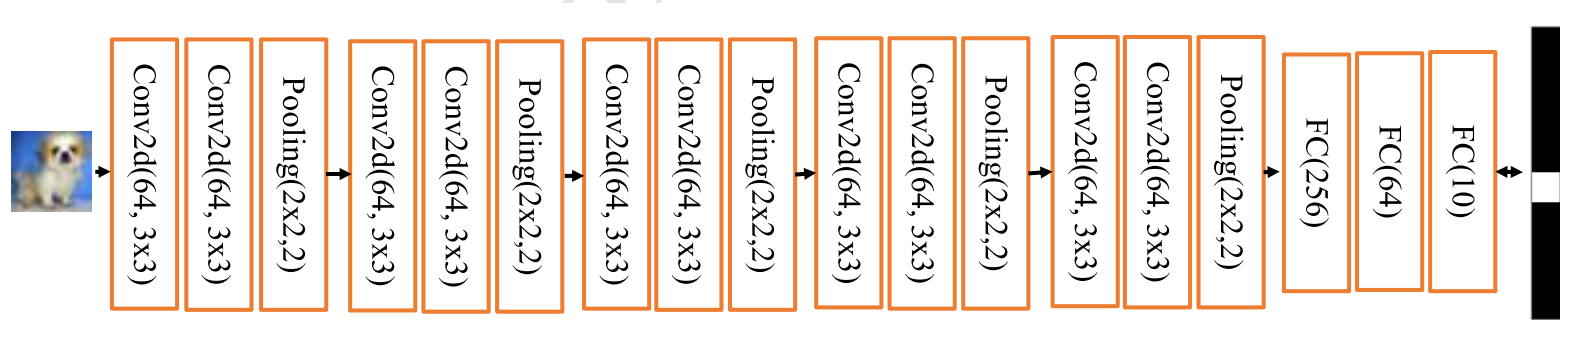 Conv2d(64, 3x3)
Conv2d(64, 3x3)
Pooling(2x2,2)
Conv2d(64, 3x3)
Conv2d(64, 3x3)
Pooling(2x2,2)
Conv2d(64, 3x3)
Conv2d(64, 3x3)
Pooling(2x2,2)
Conv2d(64, 3x3)
Conv2d(64, 3x3)
Pooling(2x2,2)
Conv2d(64, 3x3)
Conv2d(64, 3x3)
Pooling(2x2,2)
FC(256)
FC(64)
FC(10)